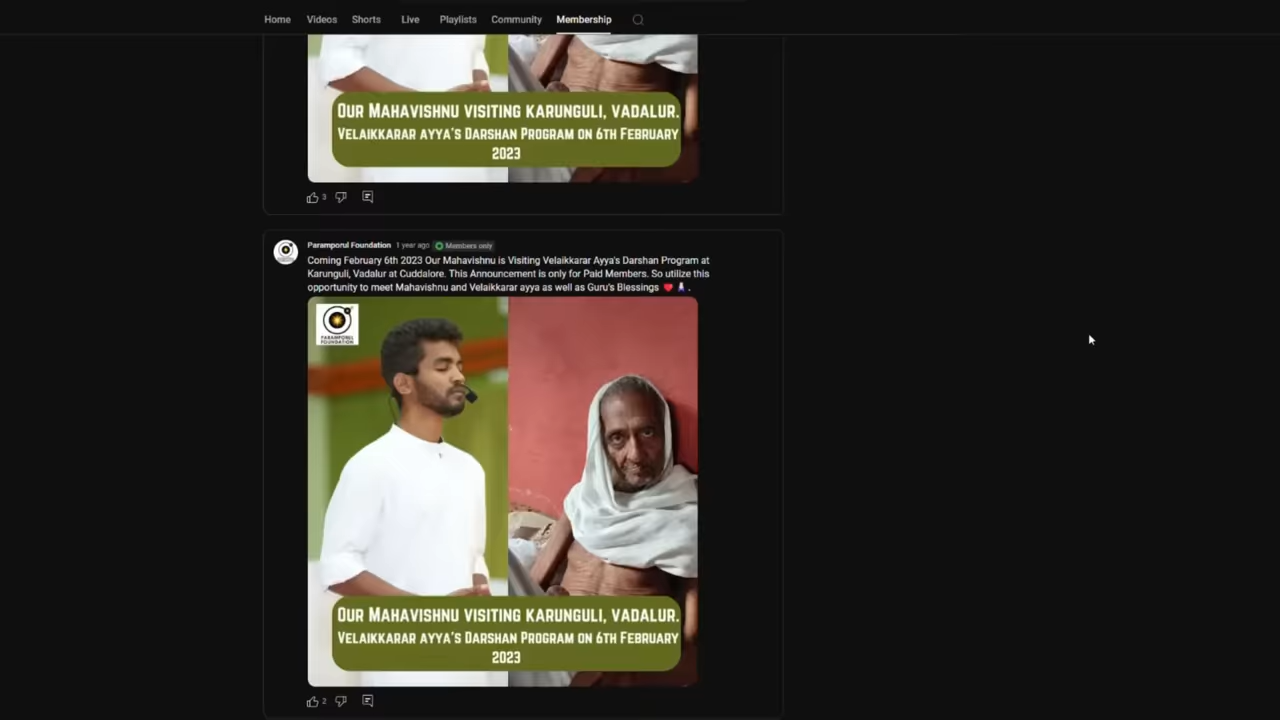 Home Videos Shorts Live Playlists Community Membership
OUR MAHAVISHNU VISITING KARUNGULI, VADALUR.
VELAIKKARAR AYYA'S DARSHAN PROGRAM ON 6TH FEBRUARY
2023
3
Paramporul Foundation 1 year ago Members only
Coming February 6th 2023 Our Mahavishnu is Visiting Velaikkarar Ayya's Darshan Program at
Karunguli, Vadalur at Cuddalore. This Announcement is only for Paid Members. So utilize this
opportunity to meet Mahavishnu and Velaikkarar ayya as well as Guru's Blessings ❤️ .
PARAMPORUL
FOUNDATION
OUR MAHAVISHNU VISITING KARUNGULI, VADALUR.
VELAIKKARAR AYYA'S DARSHAN PROGRAM ON 6TH FEBRUARY
2023
2